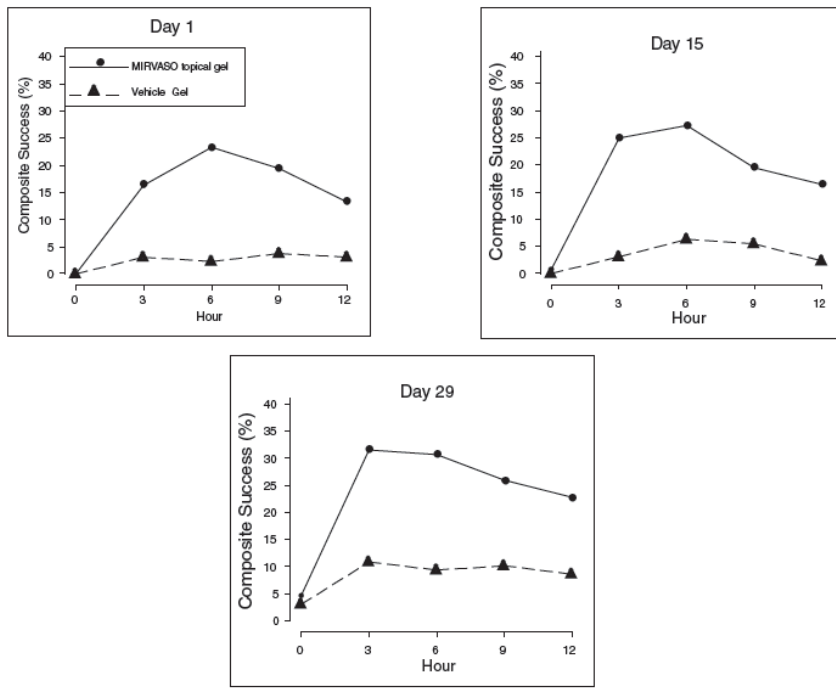 Day 1
MIRVASO topical gel
Vehicle Gel
Composite Success (%)
40
35
30
25
20
15
10
5
0
0 3 6 9 12
Hour
Day 15
Composite Success (%)
40
35
30
25
20
15
10
5
0
0 3 6 9 12
Hour
Day 29
Composite Success (%)
40
35
30
25
20
15
10
5
0
0 3 6 9 12
Hour